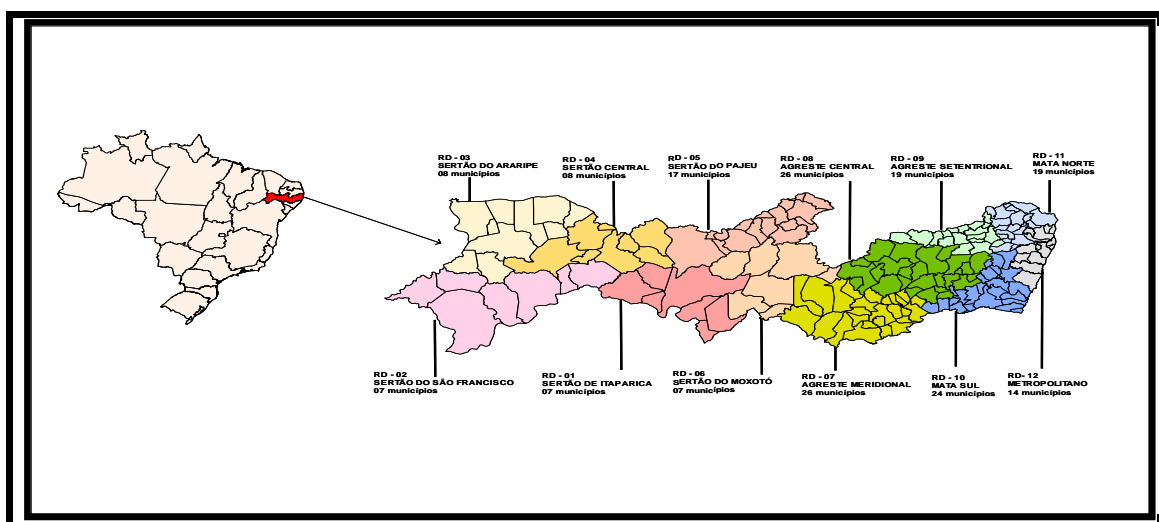 RD - 03
SERTÃO DO ARARIPE
08 municípios
RD - 04
SERTÃO CENTRAL
08 municípios
RD - 05
SERTÃO DO PAJEU
17 municípios
RD - 08
AGRESTE CENTRAL
26 municípios
RD - 09
AGRESTE SETENTRIONAL
19 municípios
RD - 11
MATA NORTE
19 municípios
RD - 02
SERTÃO DO SÃO FRANCISCO
07 municípios
RD - 01
SERTÃO DE ITAPARICA
07 municípios
RD - 06
SERTÃO DO MOXOTÓ
07 municípios
RD - 07
AGRESTE MERIDIONAL
26 municípios
RD - 10
MATA SUL
24 municípios
RD- 12
METROPOLITANO
14 municípios